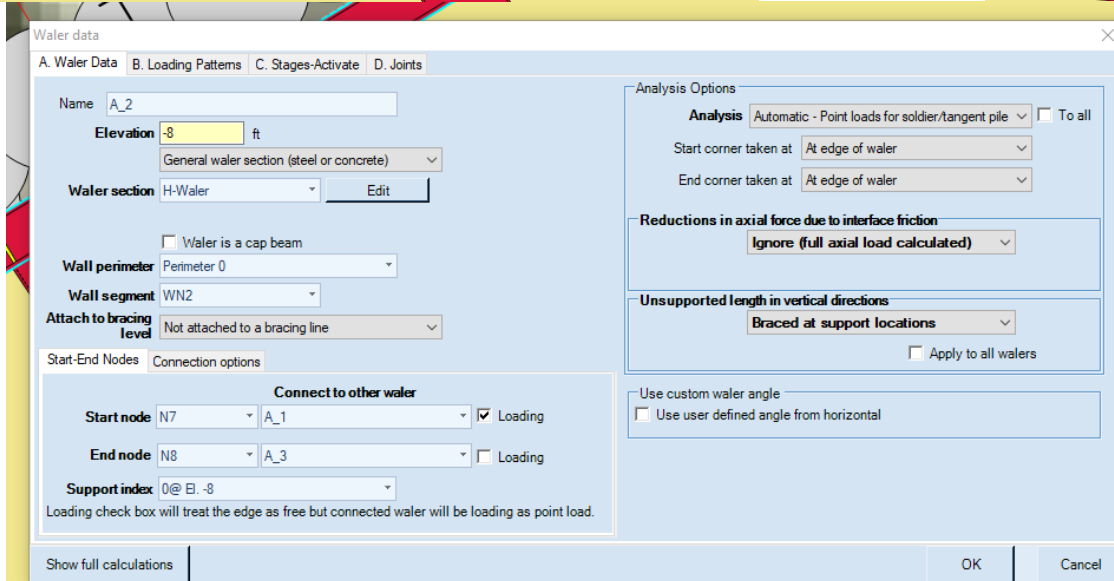 Waler data
A. Waler Data B. Loading Patterns C. Stages-Activate D. Joints
Name A_2
Elevation -8 ft
General waler section (steel or concrete)
Waler section H-Waler Edit
Waler is a cap beam
Wall perimeter Perimeter 0
Wall segment WN2
Attach to bracing level Not attached to a bracing line
Start-End Nodes Connection options
Connect to other waler
Start node N7 A_1 Loading
End node N8 A_3 Loading
Support index 0@ El. -8
Loading check box will treat the edge as free but connected waler will be loading as point load.
Analysis Options
Analysis Automatic - Point loads for soldier/tangent pile To all
Start corner taken at At edge of waler
End corner taken at At edge of waler
Reductions in axial force due to interface friction
Ignore (full axial load calculated)
Unsupported length in vertical directions
Braced at support locations
Apply to all walers
Use custom waler angle
Use user defined angle from horizontal
Show full calculations OK Cancel